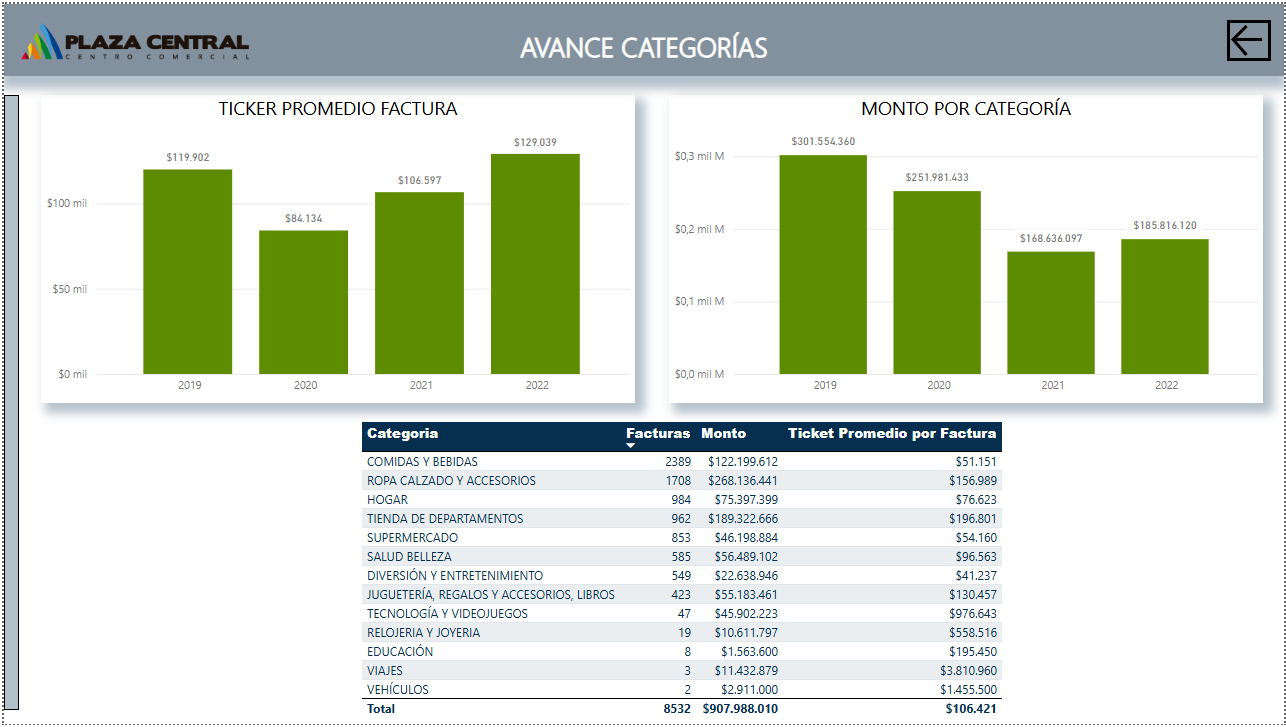 PLAZA CENTRAL
CENTRO COMERCIAL
AVANCE CATEGORÍAS
TICKER PROMEDIO FACTURA
$100 mil
$50 mil
$0 mil
$119.902
$84.134
$106.597
$129.039
2019 2020 2021 2022
MONTO POR CATEGORÍA
$0,3 mil M
$0,2 mil M
$0,1 mil M
$0,0 mil M
$301.554.360
$251.981.433
$168.636.097
$185.816.120
2019 2020 2021 2022
Categoria Facturas Monto Ticket Promedio por Factura
COMIDAS Y BEBIDAS 2389 $122.199.612 $51.151
ROPA CALZADO Y ACCESORIOS 1708 $268.136.441 $156.989
HOGAR 984 $75.397.399 $76.623
TIENDA DE DEPARTAMENTOS 962 $189.322.666 $196.801
SUPERMERCADO 853 $46.198.884 $54.160
SALUD BELLEZA 585 $56.489.102 $96.563
DIVERSIÓN Y ENTRETENIMIENTO 549 $22.638.946 $41.237
JUGUETERÍA, REGALOS Y ACCESORIOS, LIBROS 423 $55.183.461 $130.457
TECNOLOGÍA Y VIDEOJUEGOS 47 $45.902.223 $976.643
RELOJERIA Y JOYERIA 19 $10.611.797 $558.516
EDUCACIÓN 8 $1.563.600 $195.450
VIAJES 3 $11.432.879 $3.810.960
VEHÍCULOS 2 $2.911.000 $1.455.500
Total 8532 $907.988.010 $106.421